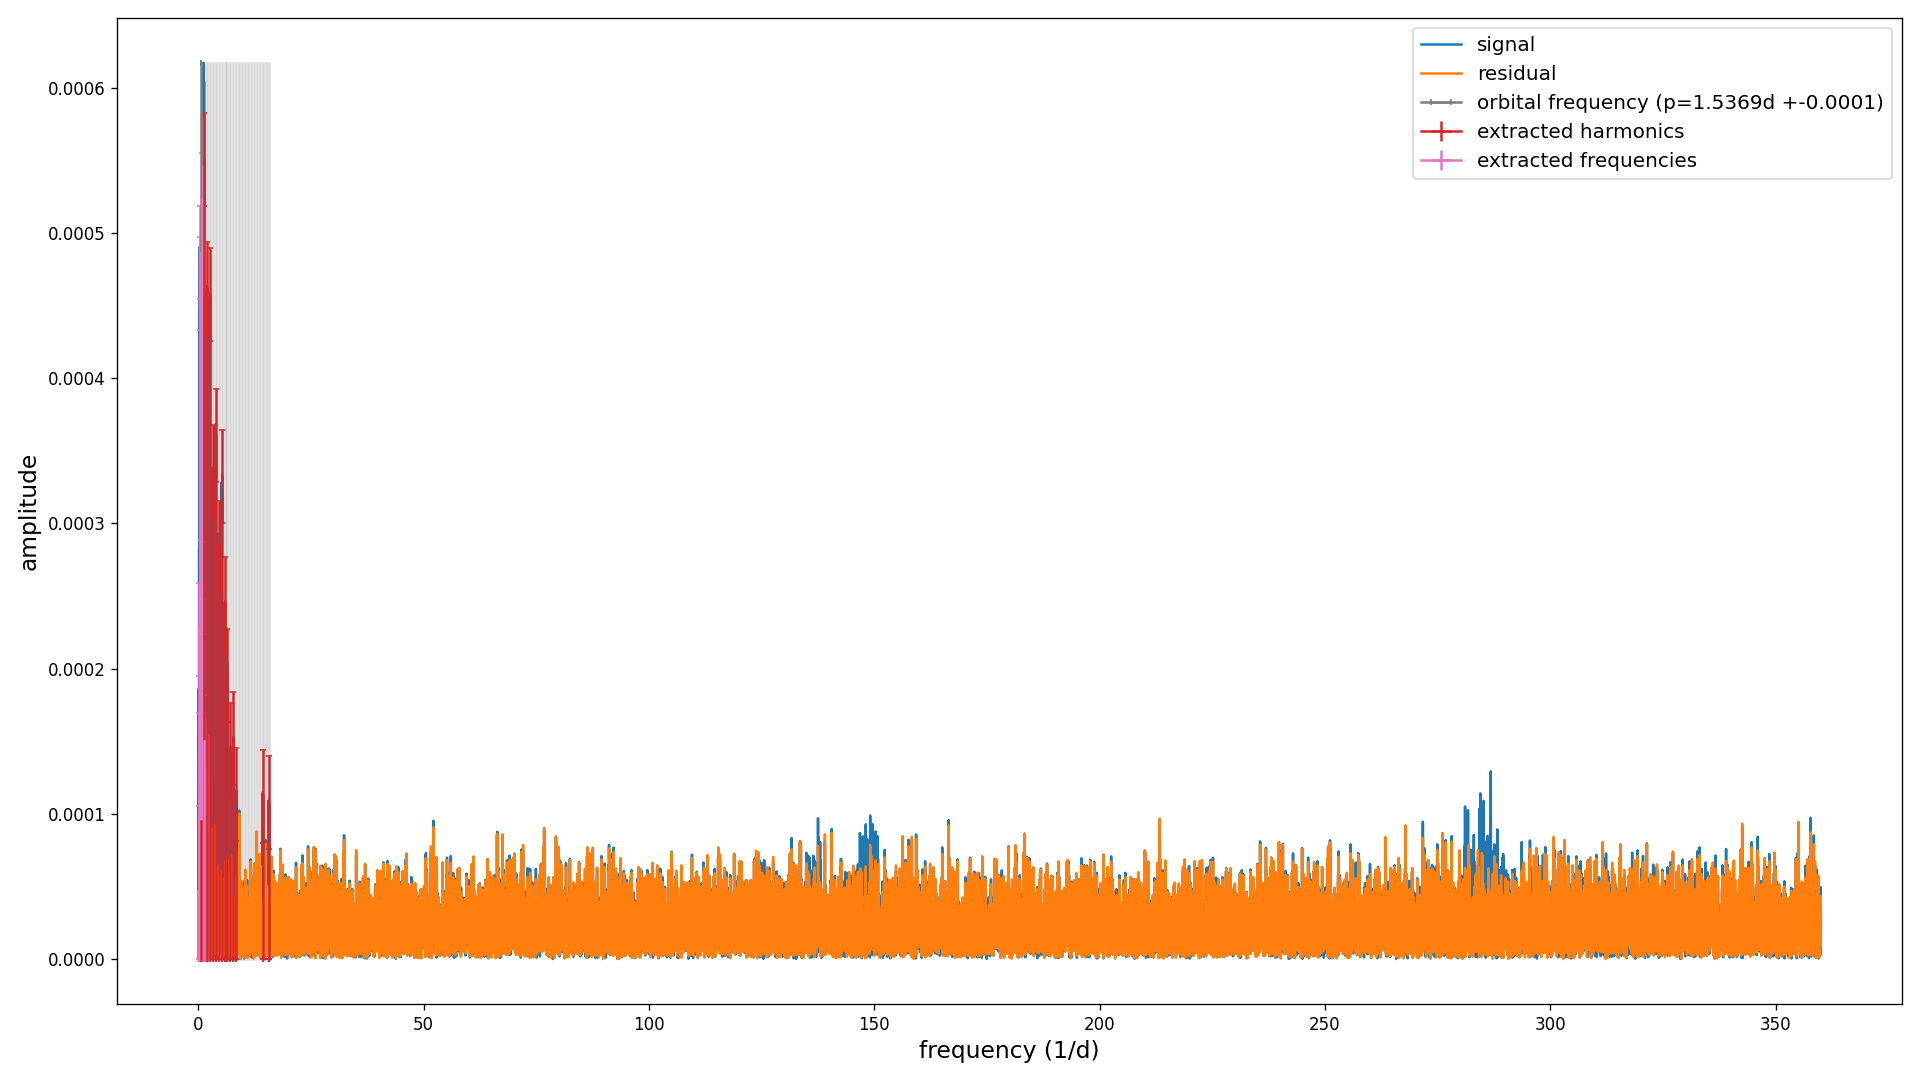 signal
residual
orbital frequency (p=1.5369d +-0.0001)
extracted harmonics
extracted frequencies
amplitude
0.0006
0.0005
0.0004
0.0003
0.0002
0.0001
0.0000
0 50 100 150 200 250 300 350
frequency (1/d)